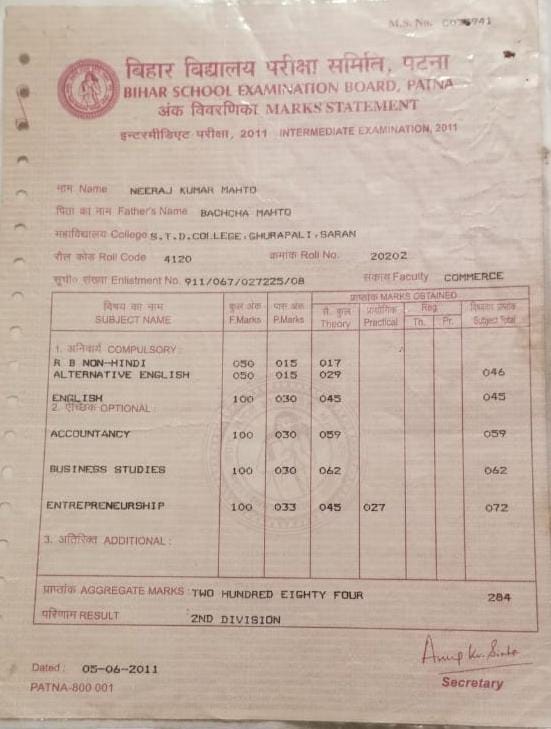 M.S. No.
बिहार विद्यालय परीक्षा समिति, पटना
BIHAR SCHOOL EXAMINATION BOARD, PATNA
अंक विवरणिका MARKS STATEMENT
इन्टरमीडिएट परीक्षा, 2011 INTERMEDIATE EXAMINATION, 2011
नाम Name NEERAJ KUMAR MAHTO
पिता का नाम Father's Name BACHCHA MAHTO
महाविद्यालय College S.T.D.COLLEGE,GHURAPALI,SARAN
रौल कोड Roll Code 4120 क्रमांक Roll No. 20202
सूची० संख्या Enlistment No. 911/067/027225/08 संकाय Faculty COMMERCE
प्राप्तांक MARKS OBTAINED
विषय का नाम कुल अंक पास अंक सै. कुल प्रायोगिक Reg. विषयका प्राप्तांक
SUBJECT NAME F.Marks P.Marks Theory Practical Th. Pr. Subject Total
1. अनिवार्य COMPULSORY :
R B NON-HINDI 050 015 017
ALTERNATIVE ENGLISH 050 015 029 046
ENGLISH 100 030 045 045
2. ऐच्छिक OPTIONAL
ACCOUNTANCY 100 030 059 059
BUSINESS STUDIES 100 030 062 062
ENTREPRENEURSHIP 100 033 045 027 072
3. अतिरिक्त ADDITIONAL :
प्राप्तांक AGGREGATE MARKS : TWO HUNDRED EIGHTY FOUR 284
परिणाम RESULT 2ND DIVISION
Dated : 05-06-2011
PATNA-800 001
Secretary